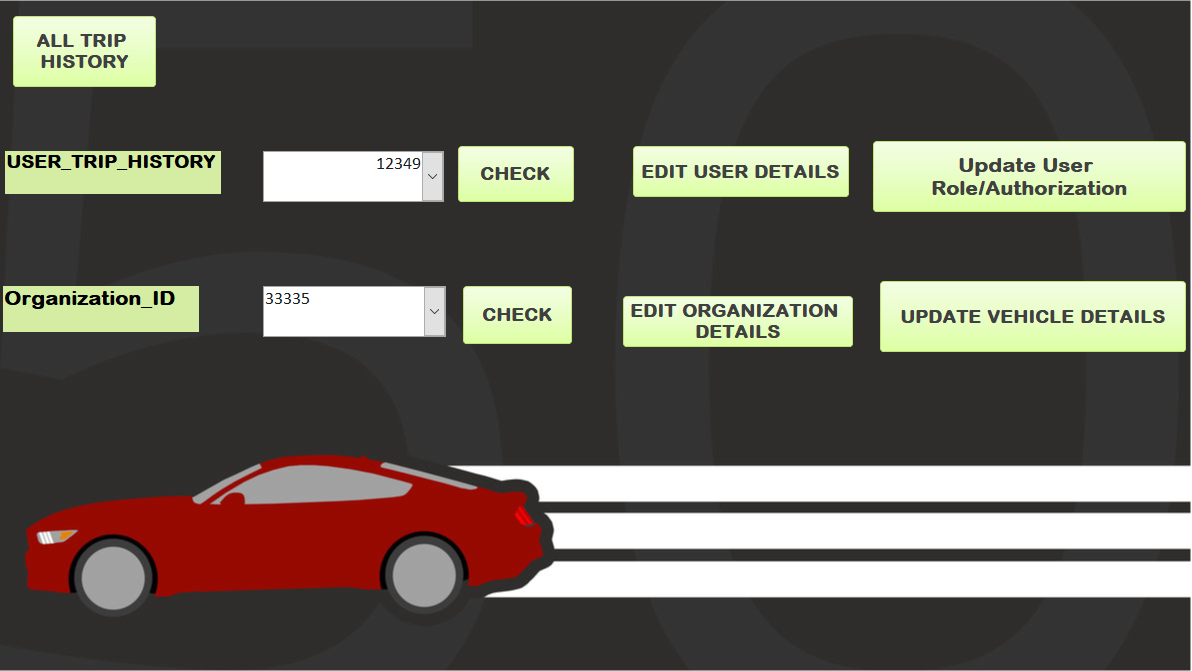 ALL TRIP
HISTORY
USER_TRIP_HISTORY
12349
CHECK
EDIT USER DETAILS
Update User
Role/Authorization
Organization_ID
33335
CHECK
EDIT ORGANIZATION
DETAILS
UPDATE VEHICLE DETAILS
50